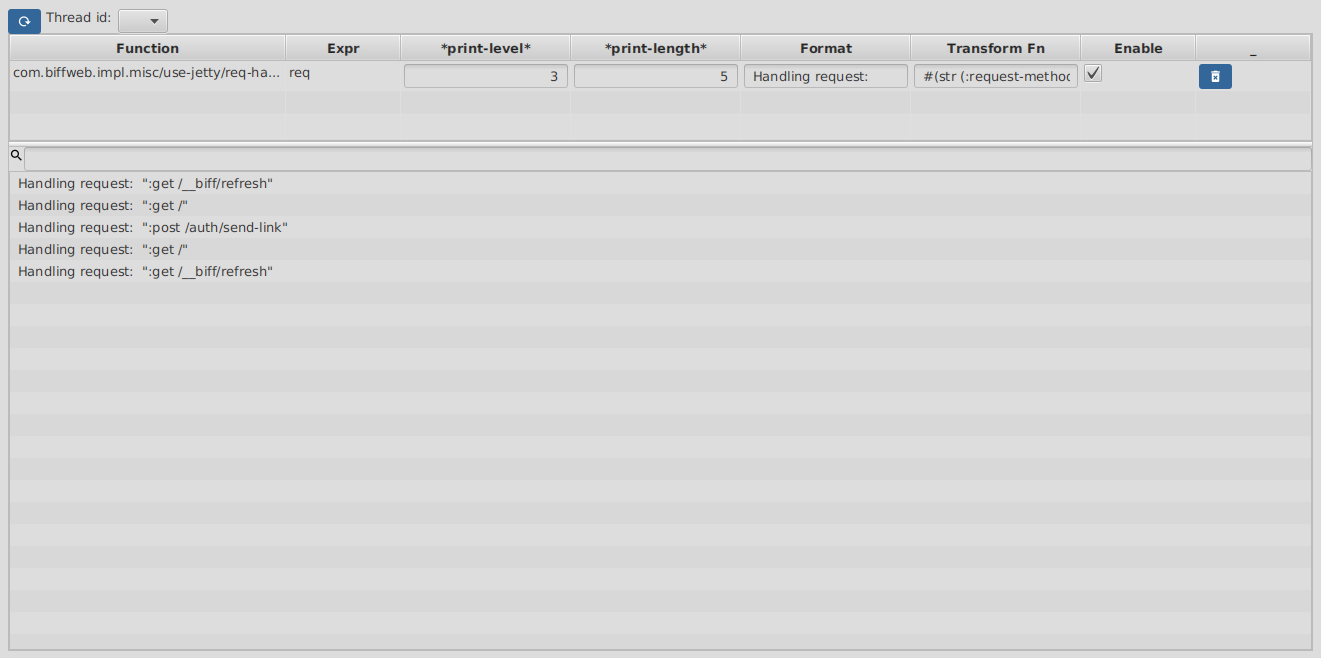 Thread id:
Function Expr *print-level* *print-length* Format Transform Fn Enable _
com.biffweb.impl.misc/use-jetty/req-ha... req 3 5 Handling request: #(str (:request-method
Handling request: ":get /__biff/refresh"
Handling request: ":get /"
Handling request: ":post /auth/send-link"
Handling request: ":get /"
Handling request: ":get /__biff/refresh"